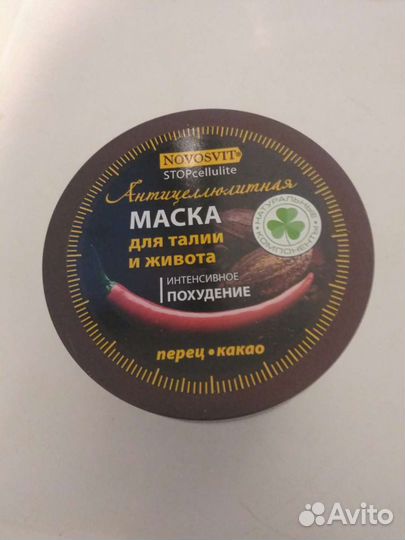 NOVOSVIT®
STOPcellulite
Антицеллюлитная
МАСКА
для талии
и живота
ИНТЕНСИВНОЕ
ПОХУДЕНИЕ
НАТУРАЛЬНЫЕ
КОМПОНЕНТЫ
перец • какао
Avito